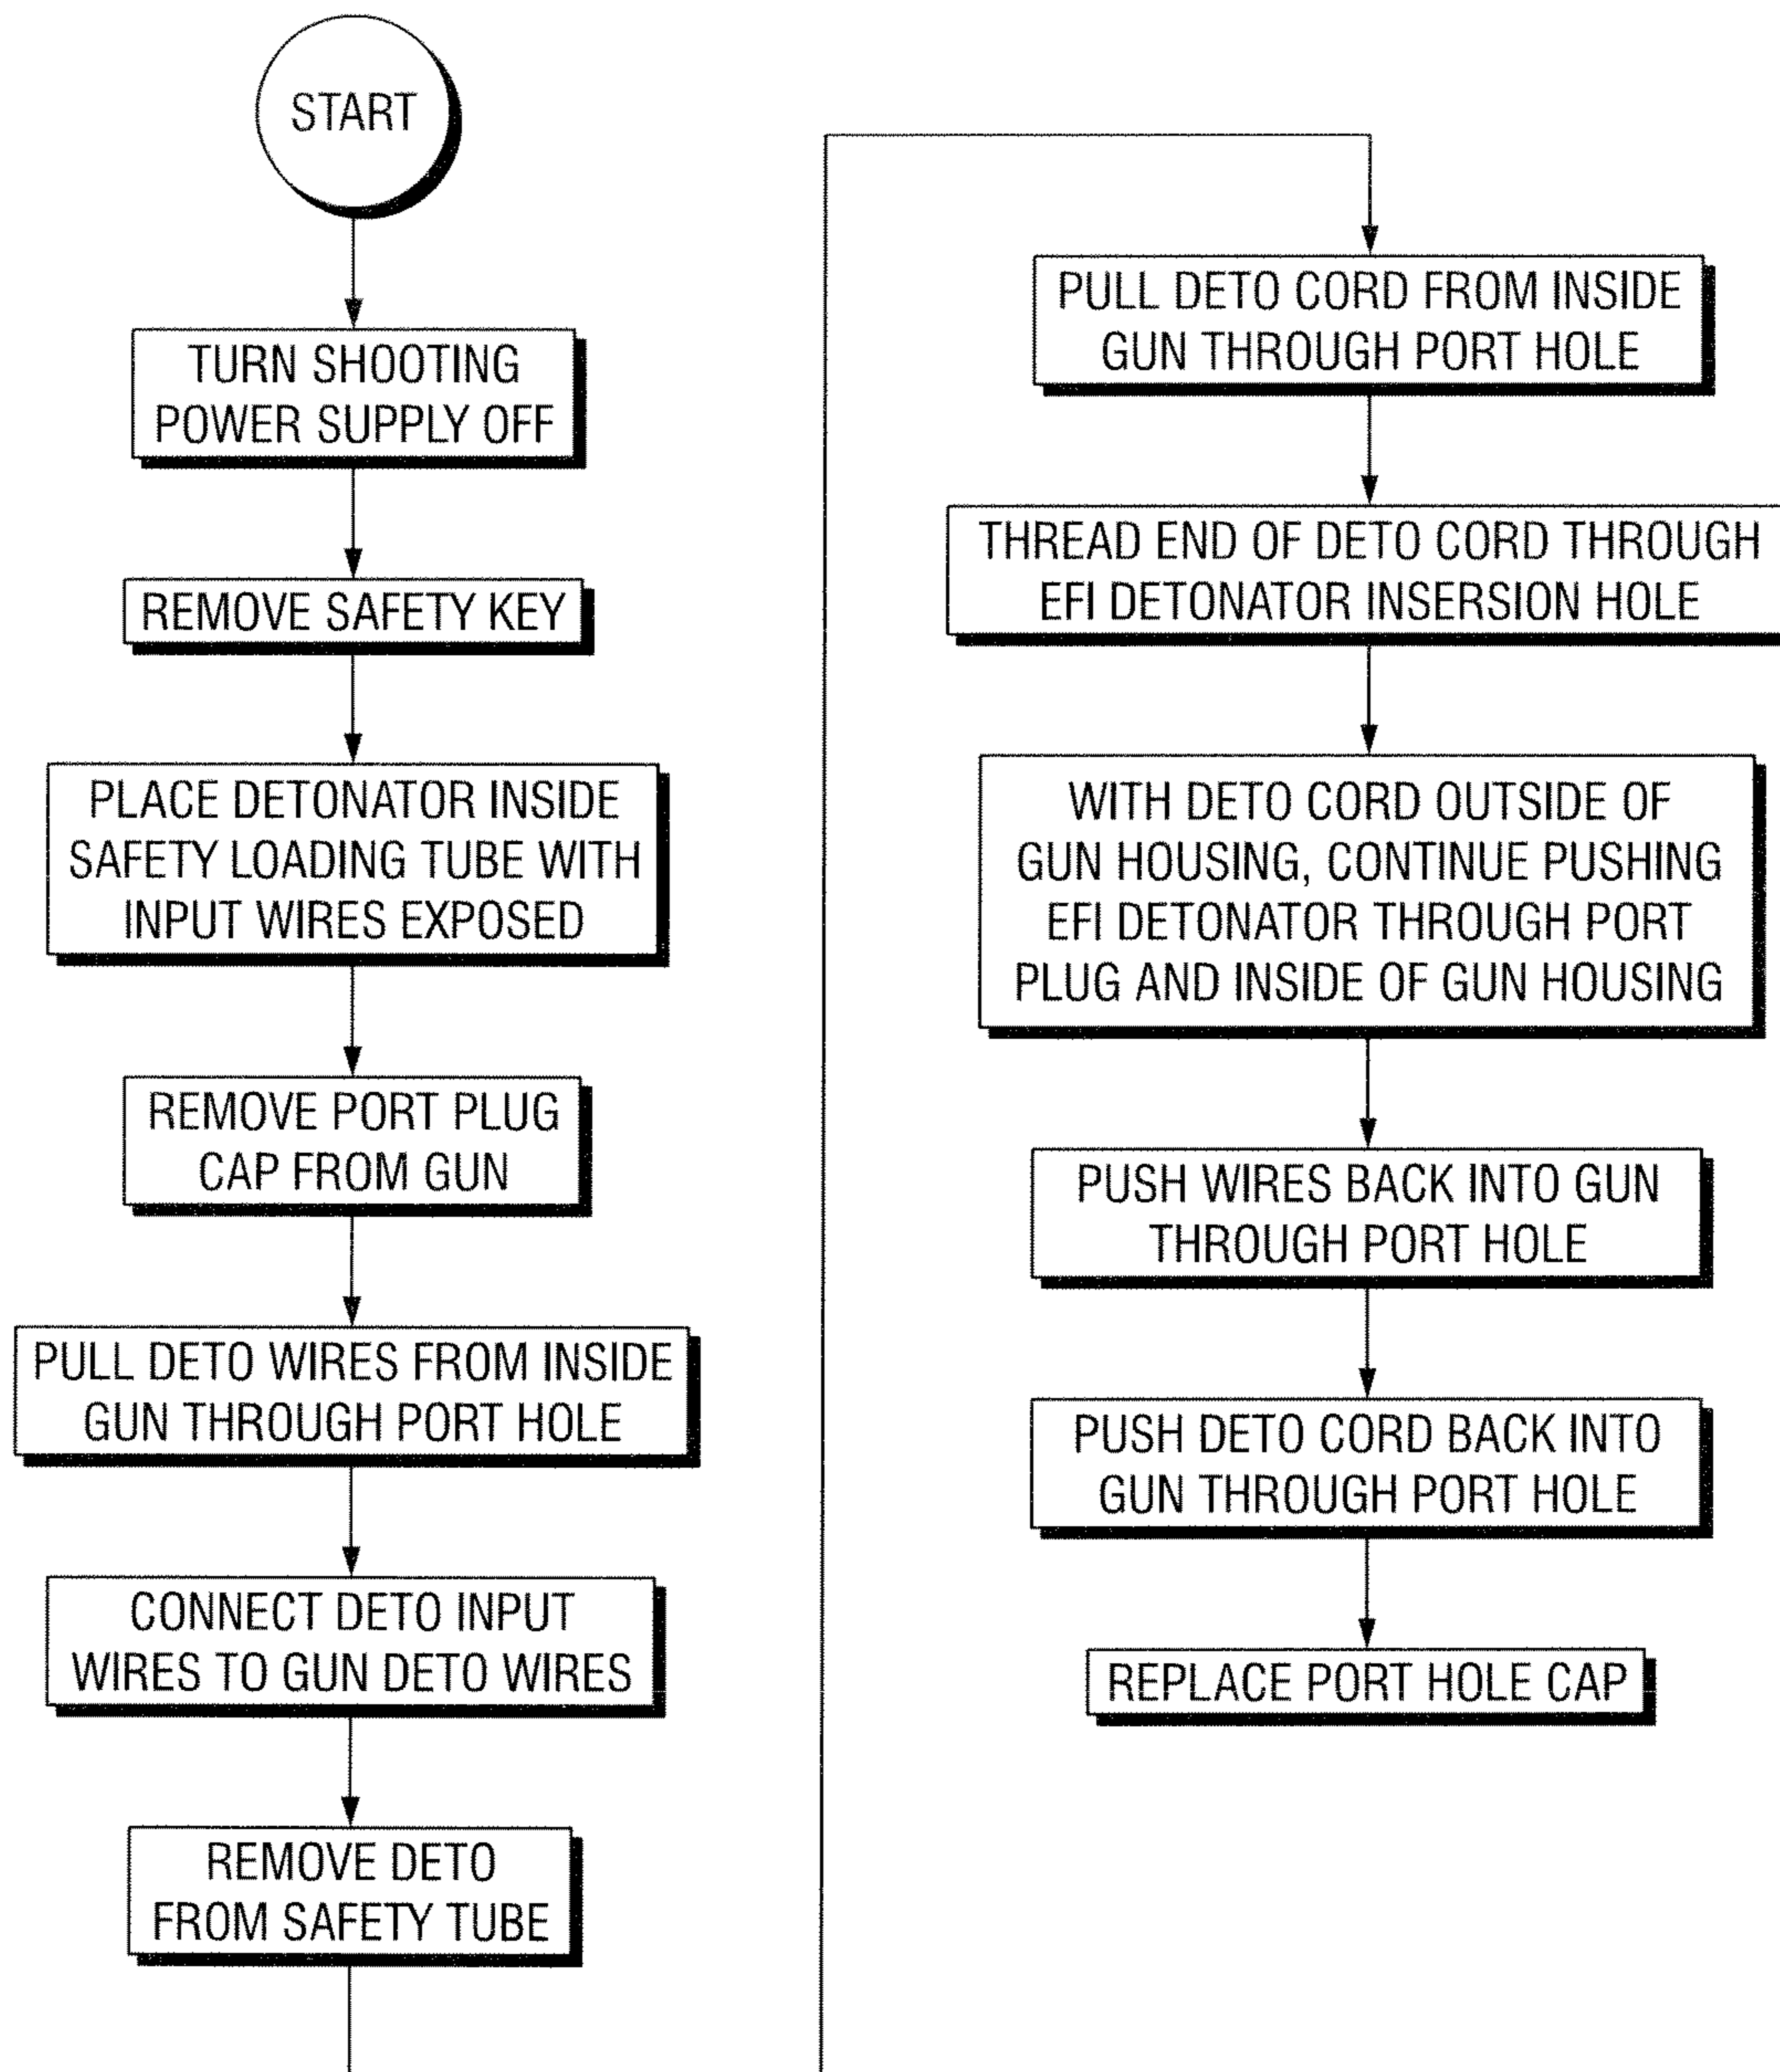 START
TURN SHOOTING
POWER SUPPLY OFF
REMOVE SAFETY KEY
PLACE DETONATOR INSIDE
SAFETY LOADING TUBE WITH
INPUT WIRES EXPOSED
REMOVE PORT PLUG
CAP FROM GUN
PULL DETO WIRES FROM INSIDE
GUN THROUGH PORT HOLE
CONNECT DETO INPUT
WIRES TO GUN DETO WIRES
REMOVE DETO
FROM SAFETY TUBE
PULL DETO CORD FROM INSIDE
GUN THROUGH PORT HOLE
THREAD END OF DETO CORD THROUGH
EFI DETONATOR INSERSION HOLE
WITH DETO CORD OUTSIDE OF
GUN HOUSING, CONTINUE PUSHING
EFI DETONATOR THROUGH PORT
PLUG AND INSIDE OF GUN HOUSING
PUSH WIRES BACK INTO GUN
THROUGH PORT HOLE
PUSH DETO CORD BACK INTO
GUN THROUGH PORT HOLE
REPLACE PORT HOLE CAP